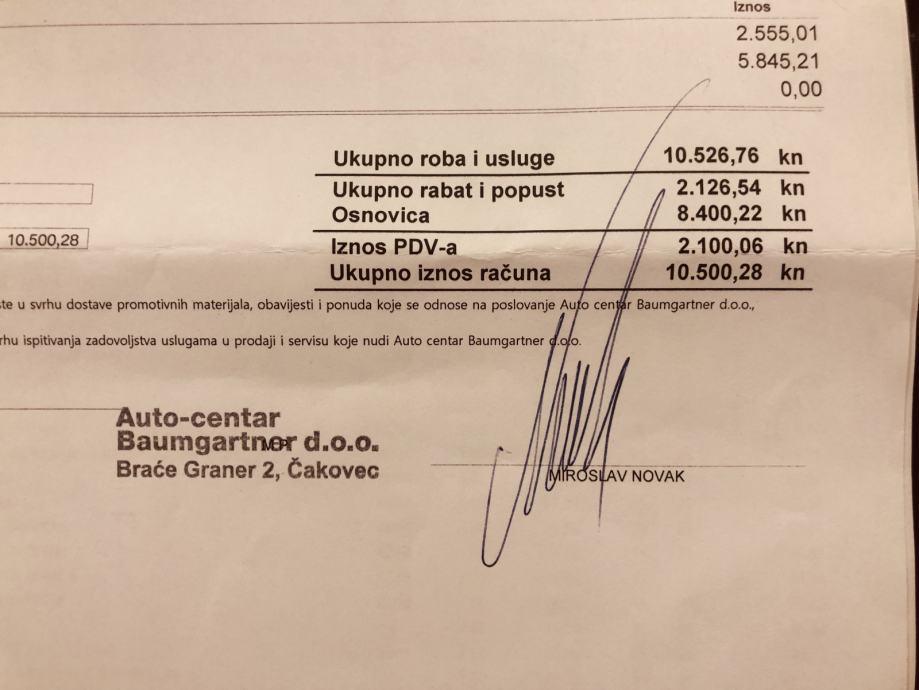 Iznos
2.555,01
5.845,21
0,00
Ukupno roba i usluge 10.526,76 kn
Ukupno rabat i popust 2.126,54 kn
Osnovica 8.400,22 kn
10.500,28
Iznos PDV-a 2.100,06 kn
Ukupno iznos računa 10.500,28 kn
u svrhu dostave promotivnih materijala, obavijesti i ponuda koje se odnose na poslovanje Auto centar Baumgartner d.o.o.,
ispitivanja zadovoljstva uslugama u prodaji i servisu koje nudi Auto centar Baumgartner d.o.o.
Auto-centar
Baumgartner d.o.o.
Braće Graner 2, Čakovec
MIROSLAV NOVAK